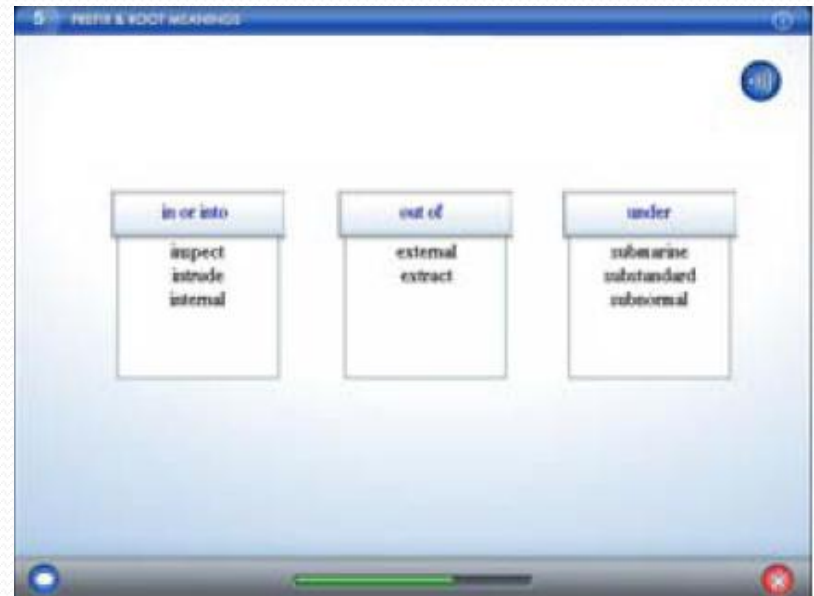 5 PREFIX & ROOT MEANINGS
in or into
inspect
intrude
internal
out of
external
extract
under
submarine
substandard
subnormal